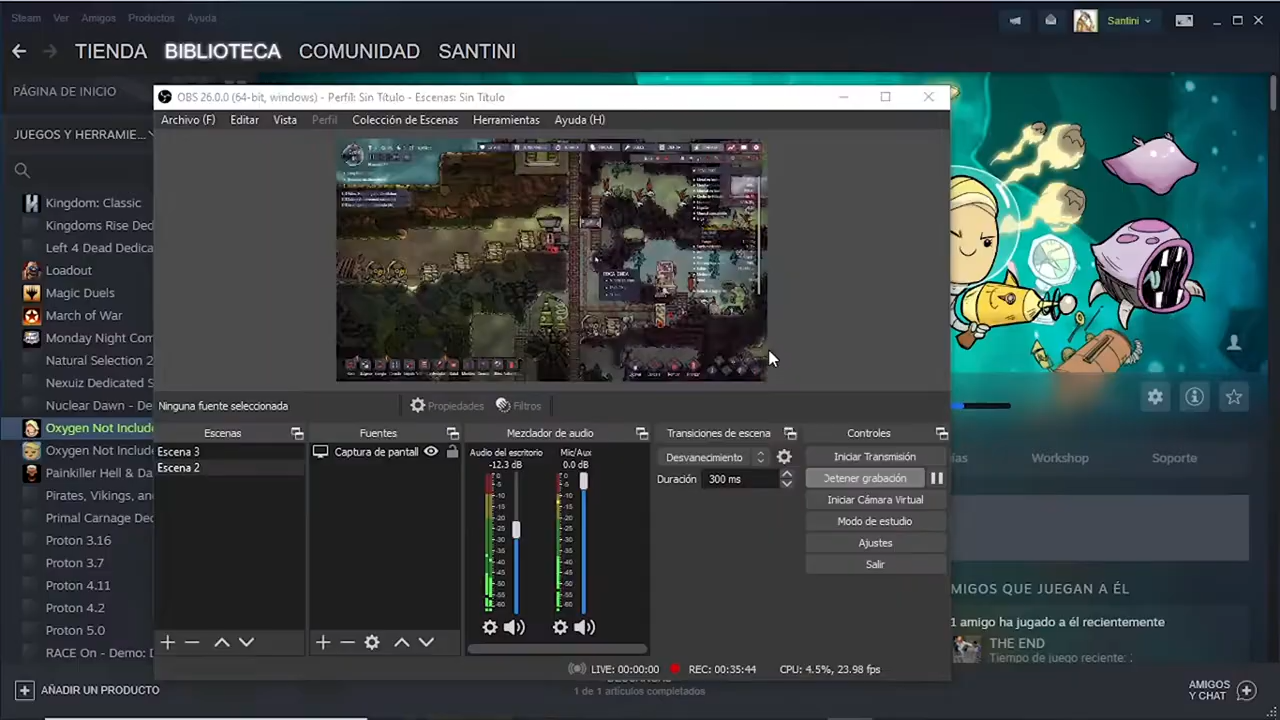 Steam Ver Amigos Productos Ayuda
Santini
TIENDA BIBLIOTECA COMUNIDAD SANTINI
PÁGINA DE INICIO
JUEGOS Y HERRAMIE...
Kingdom: Classic
Kingdoms Rise Ded
Left 4 Dead Dedica
Loadout
Magic Duels
March of War
Monday Night Com
Natural Selection 2
Nexuiz Dedicated S
Nuclear Dawn - De
Oxygen Not Include
Oxygen Not Include
Painkiller Hell & Da
Pirates, Vikings, and
Primal Carnage Dec
Proton 3.16
Proton 3.7
Proton 4.11
Proton 4.2
Proton 5.0
RACE On - Demo: D
AÑADIR UN PRODUCTO
OBS 26.0.0 (64-bit, windows) - Perfil: Sin Título - Escenas: Sin Título
Archivo (F) Editar Vista Perfil Colección de Escenas Herramientas Ayuda (H)
Ninguna fuente seleccionada
Propiedades Filtros
Escenas
Escena 3
Escena 2
Fuentes
Captura de pantall
Mezclador de audio
Audio del escritorio
-12.3 dB
Mic/Aux
0.0 dB
Transiciones de escena
Desvanecimiento
Duración 300 ms
Controles
Iniciar Transmisión
Detener grabación
Iniciar Cámara Virtual
Modo de estudio
Ajustes
Salir
LIVE: 00:00:00 REC: 00:35:44 CPU: 4.5%, 23.98 fps
1 de 1 artículos completados
ías Workshop Soporte
MIGOS QUE JUEGAN A ÉL
1 amigo ha jugado a él recientemente
THE END
Tiempo de juego reciente:
AMIGOS
Y CHAT